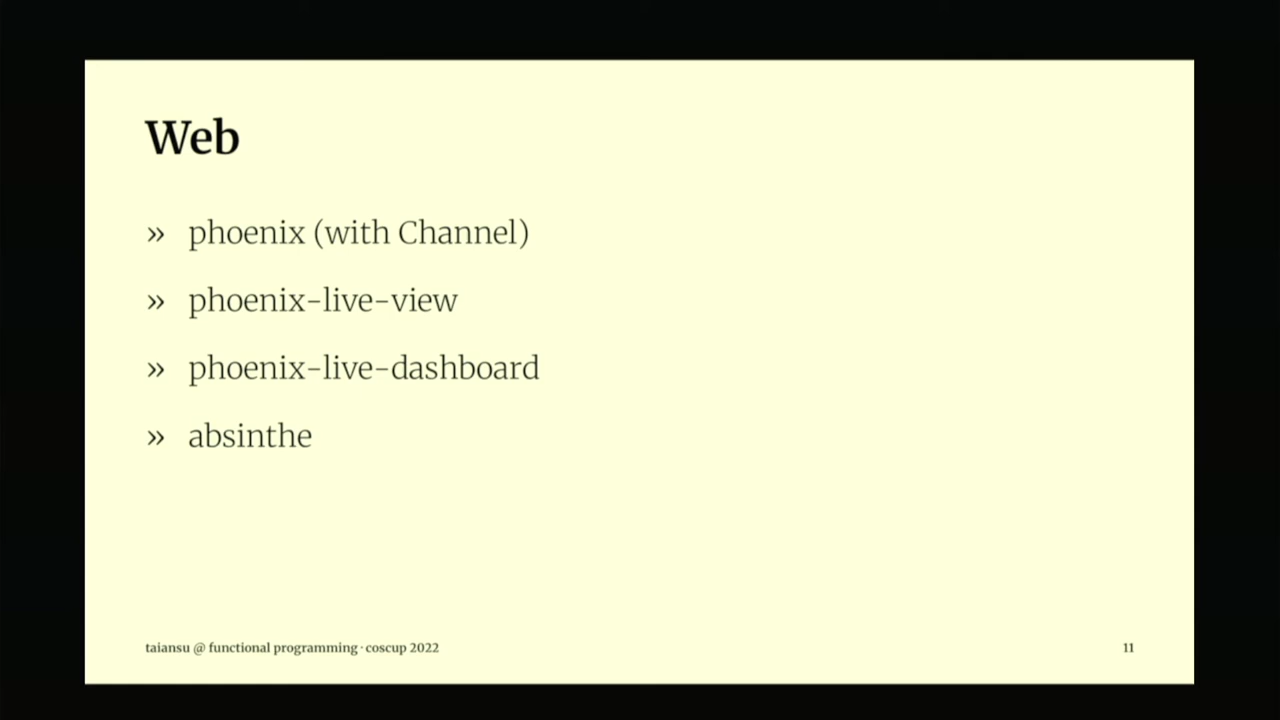 Web
» phoenix (with Channel)
» phoenix-live-view
» phoenix-live-dashboard
» absinthe
taiansu @ functional programming · coscup 2022
11